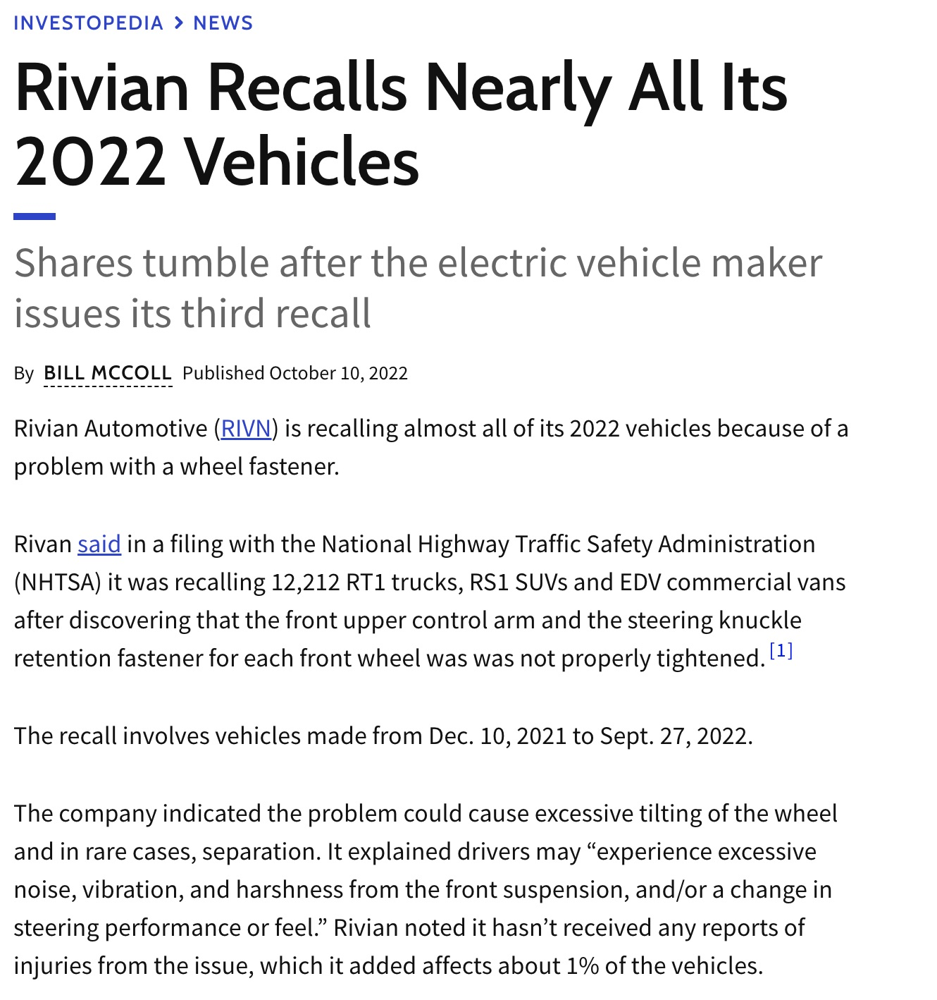 INVESTOPEDIA > NEWS
Rivian Recalls Nearly All Its
2022 Vehicles
Shares tumble after the electric vehicle maker
issues its third recall
By BILL MCCOLL Published October 10, 2022
Rivian Automotive (RIVN) is recalling almost all of its 2022 vehicles because of a
problem with a wheel fastener.
Rivan said in a filing with the National Highway Traffic Safety Administration
(NHTSA) it was recalling 12,212 RT1 trucks, RS1 SUVs and EDV commercial vans
after discovering that the front upper control arm and the steering knuckle
retention fastener for each front wheel was was not properly tightened. [1]
The recall involves vehicles made from Dec. 10, 2021 to Sept. 27, 2022.
The company indicated the problem could cause excessive tilting of the wheel
and in rare cases, separation. It explained drivers may “experience excessive
noise, vibration, and harshness from the front suspension, and/or a change in
steering performance or feel.” Rivian noted it hasn’t received any reports of
injuries from the issue, which it added affects about 1% of the vehicles.